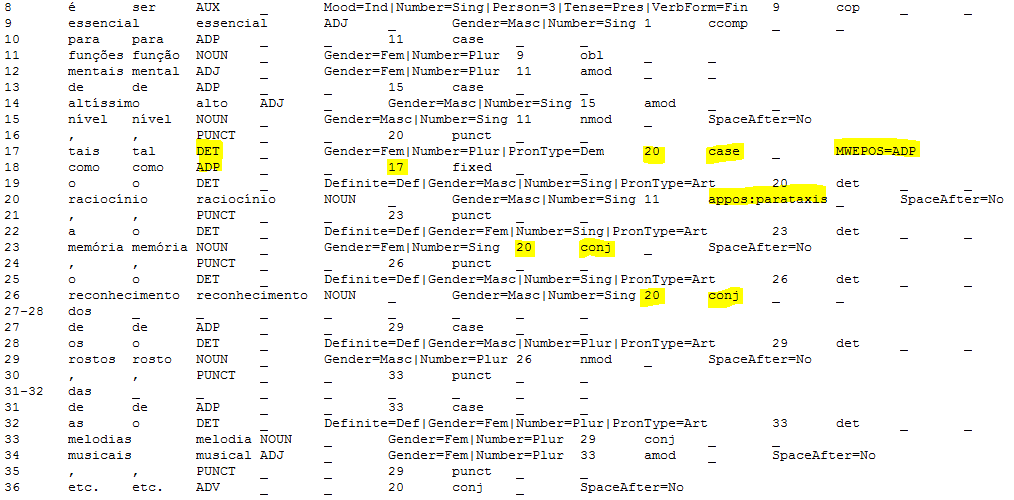 8 é ser AUX _ Mood=Ind|Number=Sing|Person=3|Tense=Pres|VerbForm=Fin 9 cop _ _
9 essencial essencial ADJ _ Gender=Masc|Number=Sing 1 ccomp _ _
10 para para ADP _ _ 11 case _ _
11 funções função NOUN _ Gender=Fem|Number=Plur 9 obl _ _
12 mentais mental ADJ _ Gender=Fem|Number=Plur 11 amod _ _
13 de de ADP _ _ 15 case _ _
14 altíssimo alto ADJ _ Gender=Masc|Number=Sing 15 amod _ _
15 nível nível NOUN _ Gender=Masc|Number=Sing 11 nmod _ SpaceAfter=No
16 , , PUNCT _ _ 20 punct _ _
17 tais tal DET _ Gender=Fem|Number=Plur|PronType=Dem 20 case _ MWEPOS=ADP
18 como como ADP _ _ 17 fixed _ _
19 o o DET _ Definite=Def|Gender=Masc|Number=Sing|PronType=Art 20 det _ _
20 raciocínio raciocínio NOUN _ Gender=Masc|Number=Sing 11 appos:parataxis _ SpaceAfter=No
21 , , PUNCT _ _ 23 punct _ _
22 a o DET _ Definite=Def|Gender=Fem|Number=Sing|PronType=Art 23 det _ _
23 memória memória NOUN _ Gender=Fem|Number=Sing 20 conj _ SpaceAfter=No
24 , , PUNCT _ _ 26 punct _ _
25 o o DET _ Definite=Def|Gender=Masc|Number=Sing|PronType=Art 26 det _ _
26 reconhecimento reconhecimento NOUN _ Gender=Masc|Number=Sing 20 conj _ _
27-28 dos _ _ _ _ _ _ _ _
27 de de ADP _ _ 29 case _ _
28 os o DET _ Definite=Def|Gender=Masc|Number=Plur|PronType=Art 29 det _ _
29 rostos rosto NOUN _ Gender=Masc|Number=Plur 26 nmod _ SpaceAfter=No
30 , , PUNCT _ _ 33 punct _ _
31-32 das _ _ _ _ _ _ _ _
31 de de ADP _ _ 33 case _ _
32 as o DET _ Definite=Def|Gender=Fem|Number=Plur|PronType=Art 33 det _ _
33 melodias melodia NOUN _ Gender=Fem|Number=Plur 29 conj _ _
34 musicais musical ADJ _ Gender=Fem|Number=Plur 33 amod _ SpaceAfter=No
35 , , PUNCT _ _ 29 punct _ _
36 etc. etc. ADV _ _ 20 conj _ SpaceAfter=No